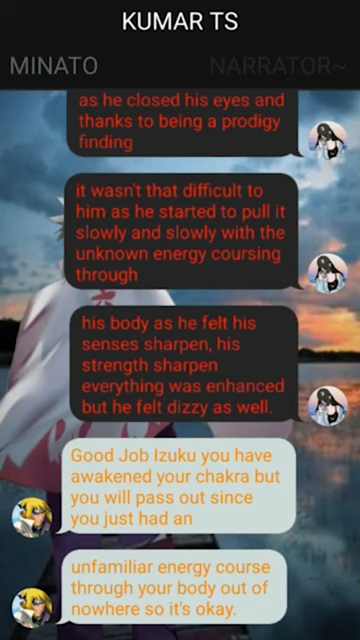 KUMAR TS
MINATO
NARRATOR~
as he closed his eyes and
thanks to being a prodigy
finding
it wasn't that difficult to
him as he started to pull it
slowly and slowly with the
unknown energy coursing
through
his body as he felt his
senses sharpen, his
strength sharpen
everything was enhanced
but he felt dizzy as well.
Good Job Izuku you have
awakened your chakra but
you will pass out since
you just had an
unfamiliar energy course
through your body out of
nowhere so it's okay.